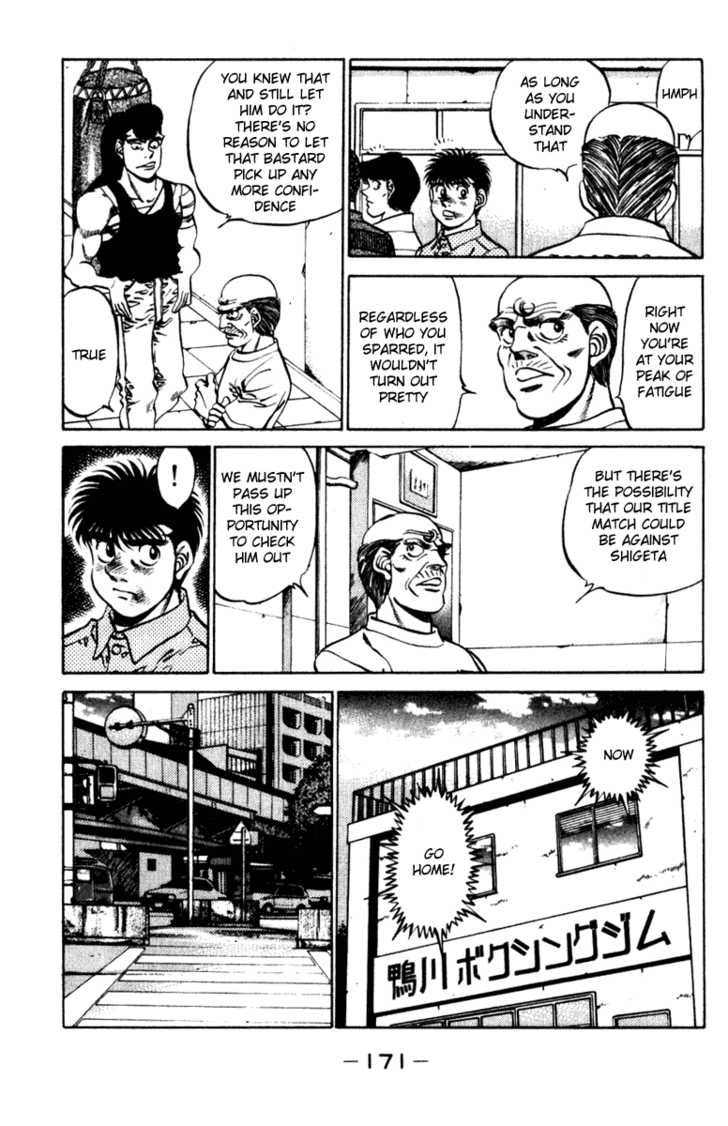 HMPH
AS LONG
AS YOU
UNDER-
STAND
THAT
RIGHT
NOW
YOU'RE
AT YOUR
PEAK OF
FATIGUE
REGARDLESS
OF WHO YOU
SPARRED, IT
WOULDN'T
TURN OUT
PRETTY
YOU KNEW THAT
AND STILL LET
HIM DO IT?
THERE'S NO
REASON TO LET
THAT BASTARD
PICK UP ANY
MORE CONFI-
DENCE
TRUE
BUT THERE'S
THE POSSIBILITY
THAT OUR TITLE
MATCH COULD
BE AGAINST
SHIGETA
WE MUSTN'T
PASS UP
THIS OP-
PORTUNITY
TO CHECK
HIM OUT
!
NOW
GO
HOME!
鴨川ボクシングジム
-171-